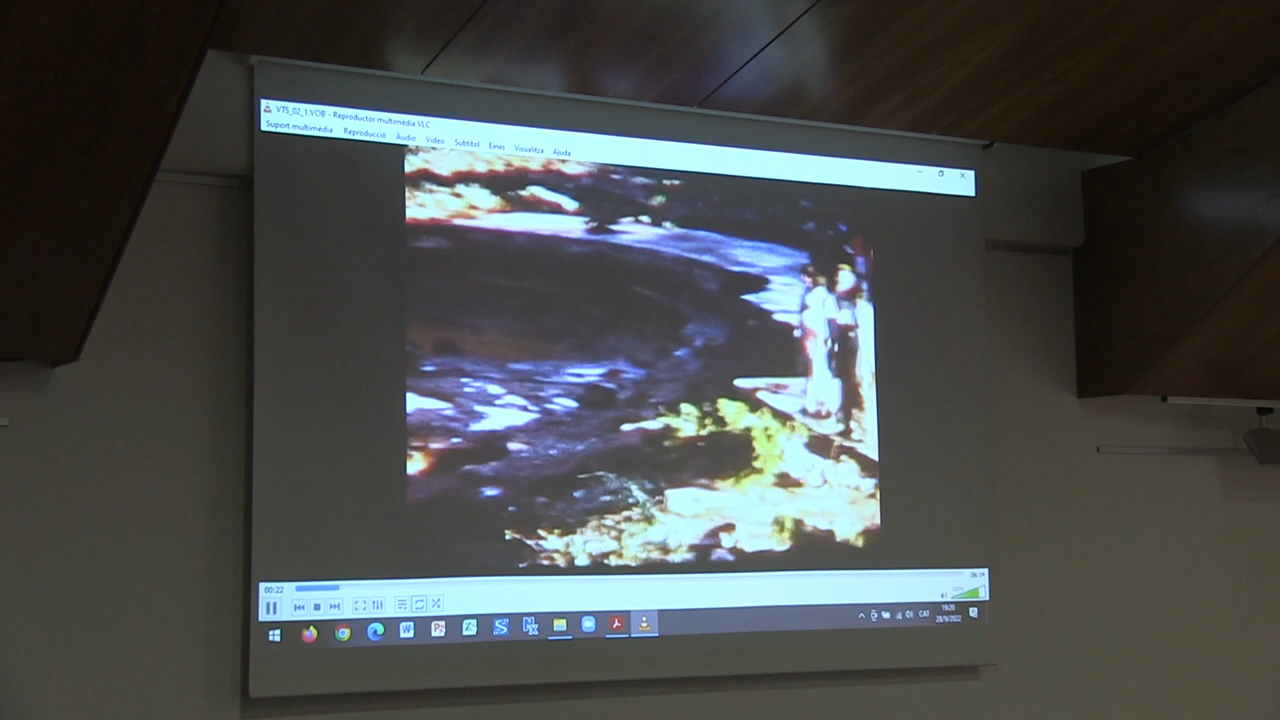 VTS_02_1.VOB - Reproductor multimèdia VLC
Suport multimèdia Reproducció Àudio Vídeo Subtítol Eines Visualitza Ajuda
00:22 06:14
100%
CAT 19:20
28/9/2022